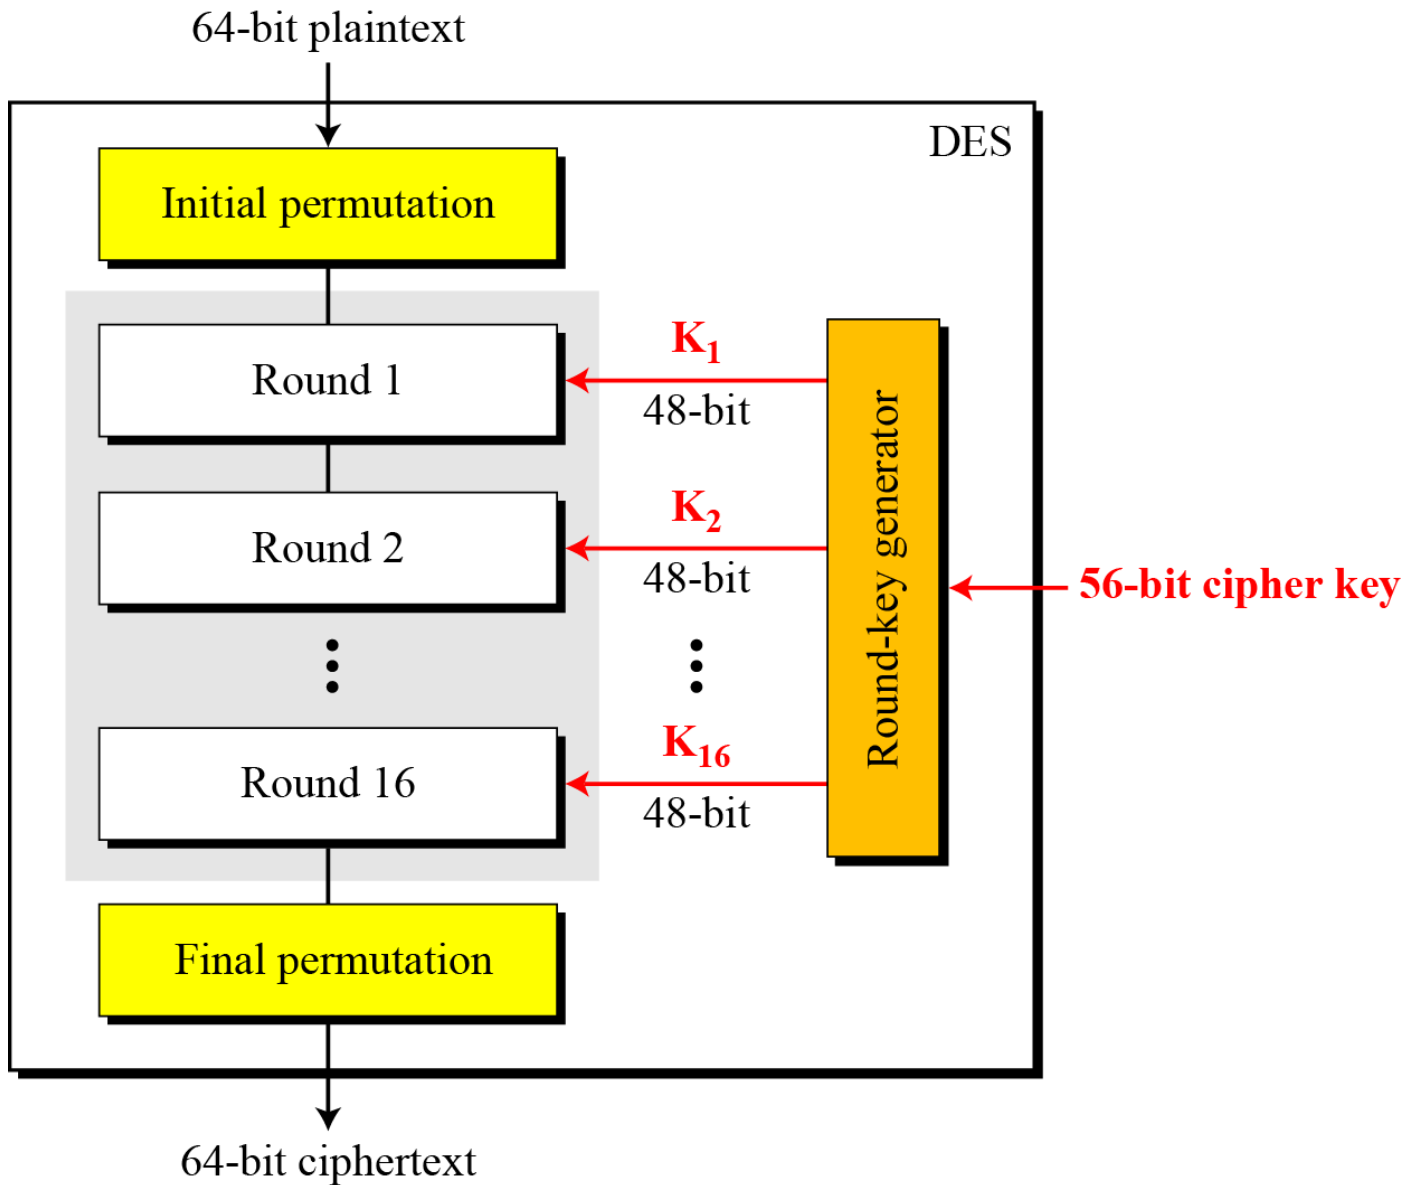 64-bit plaintext
DES
Initial permutation
Round 1
K₁
48-bit
Round 2
K₂
48-bit
Round-key generator
56-bit cipher key
Round 16
K₁₆
48-bit
Final permutation
64-bit ciphertext